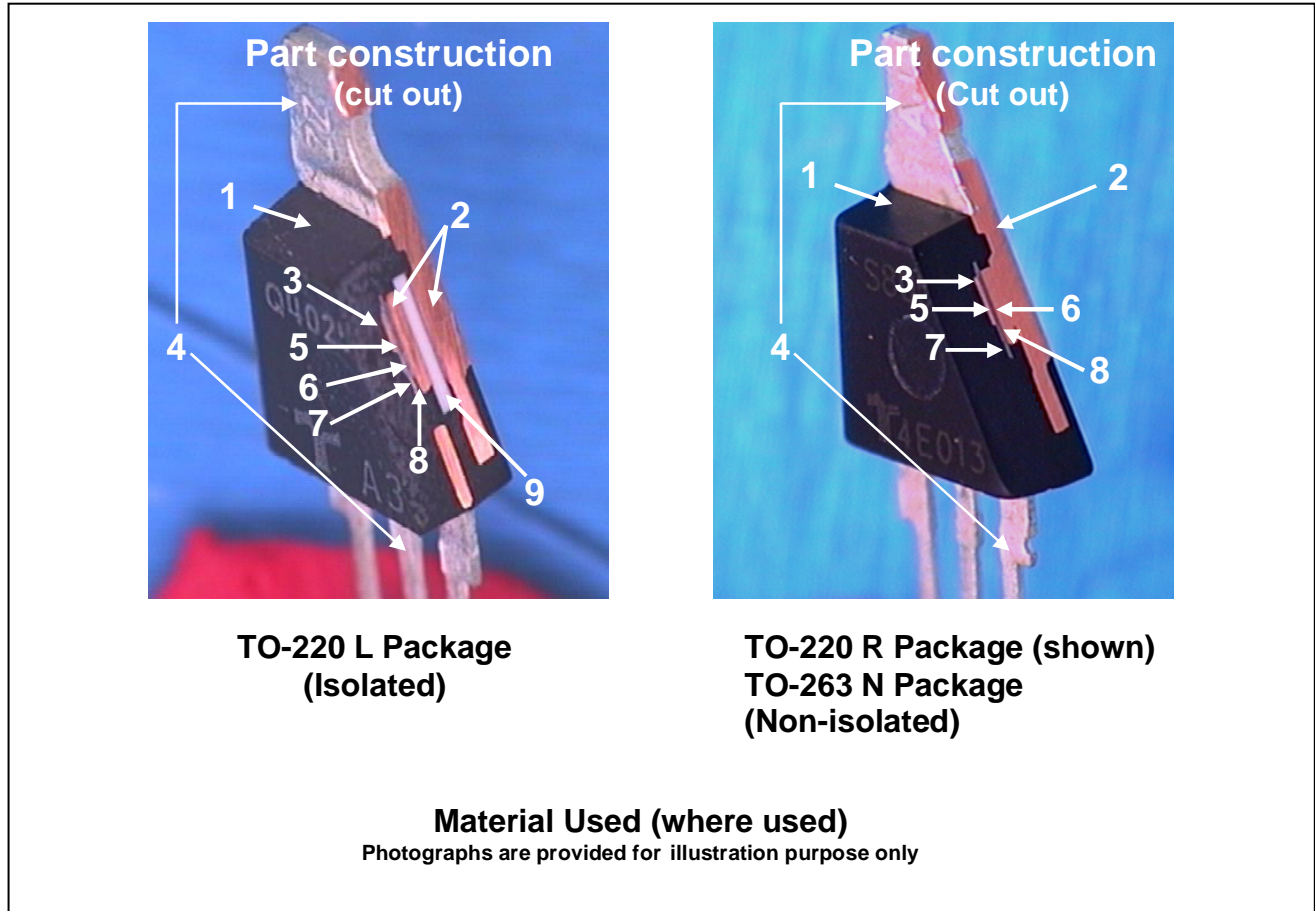 Part construction
(cut out)
1
2
3
4
5
6
7
8
9
A33
Part construction
(Cut out)
1
2
3
4
5
6
7
8
4E013
TO-220 L Package
(Isolated)
TO-220 R Package (shown)
TO-263 N Package
(Non-isolated)
Material Used (where used)
Photographs are provided for illustration purpose only